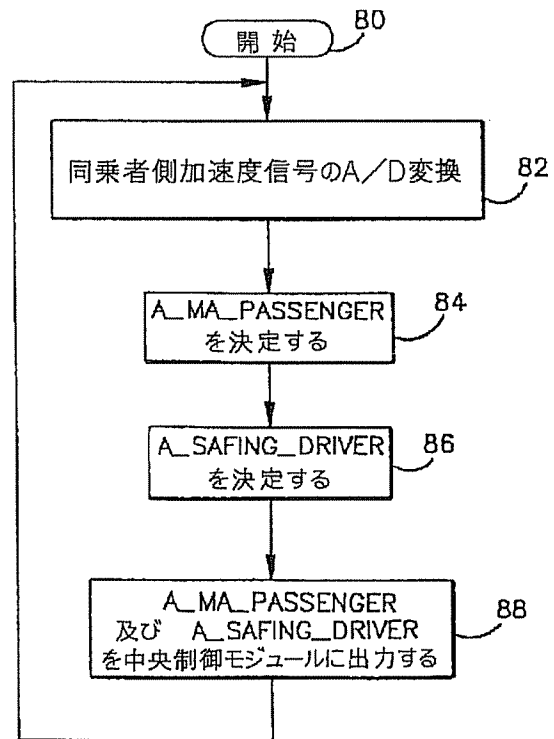 開始
80
同乗者側加速度信号のA/D変換
82
A_MA_PASSENGER
を決定する
84
A_SAFING_DRIVER
を決定する
86
A_MA_PASSENGER
及び A_SAFING_DRIVER
を中央制御モジュールに出力する
88